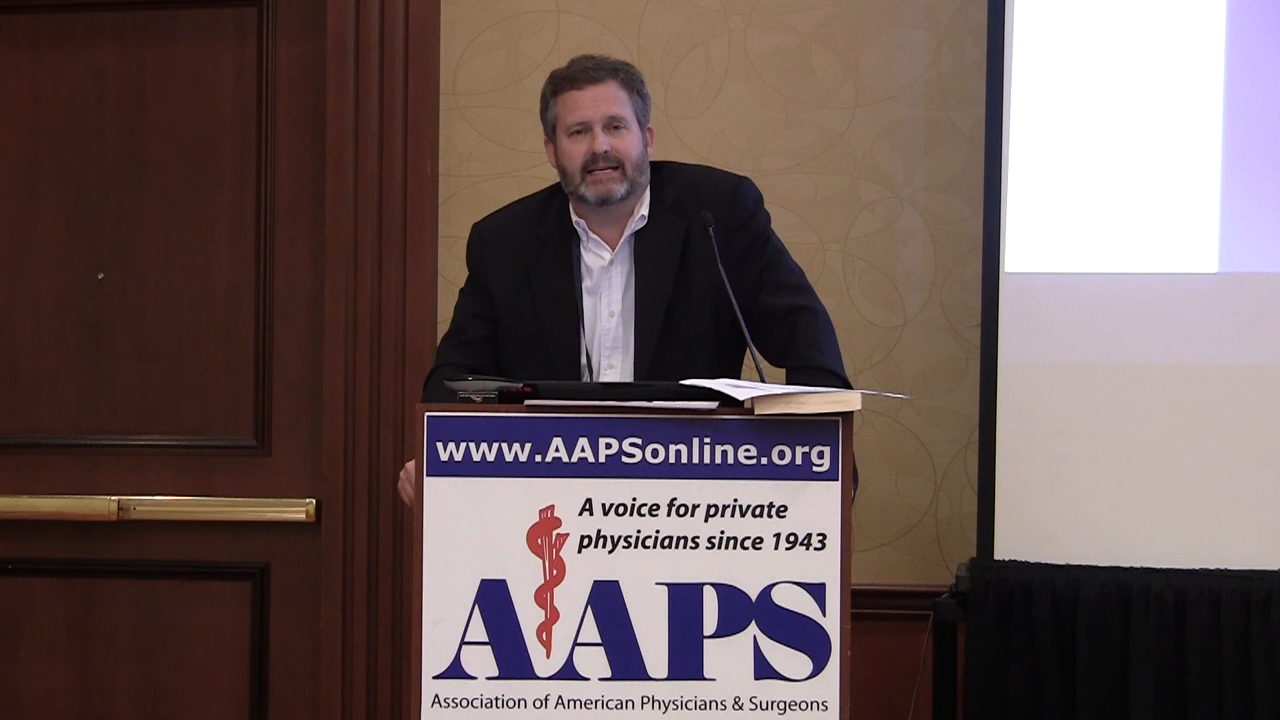 www.AAPSonline.org
A voice for private
physicians since 1943
AAPS
Association of American Physicians & Surgeons